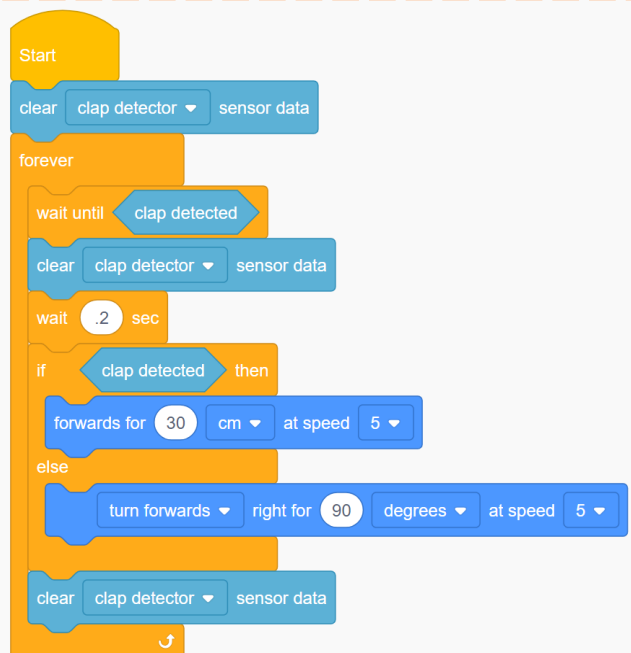 Start
clear clap detector sensor data
forever
wait until clap detected
clear clap detector sensor data
wait .2 sec
if clap detected then
forwards for 30 cm at speed 5
else
turn forwards right for 90 degrees at speed 5
clear clap detector sensor data